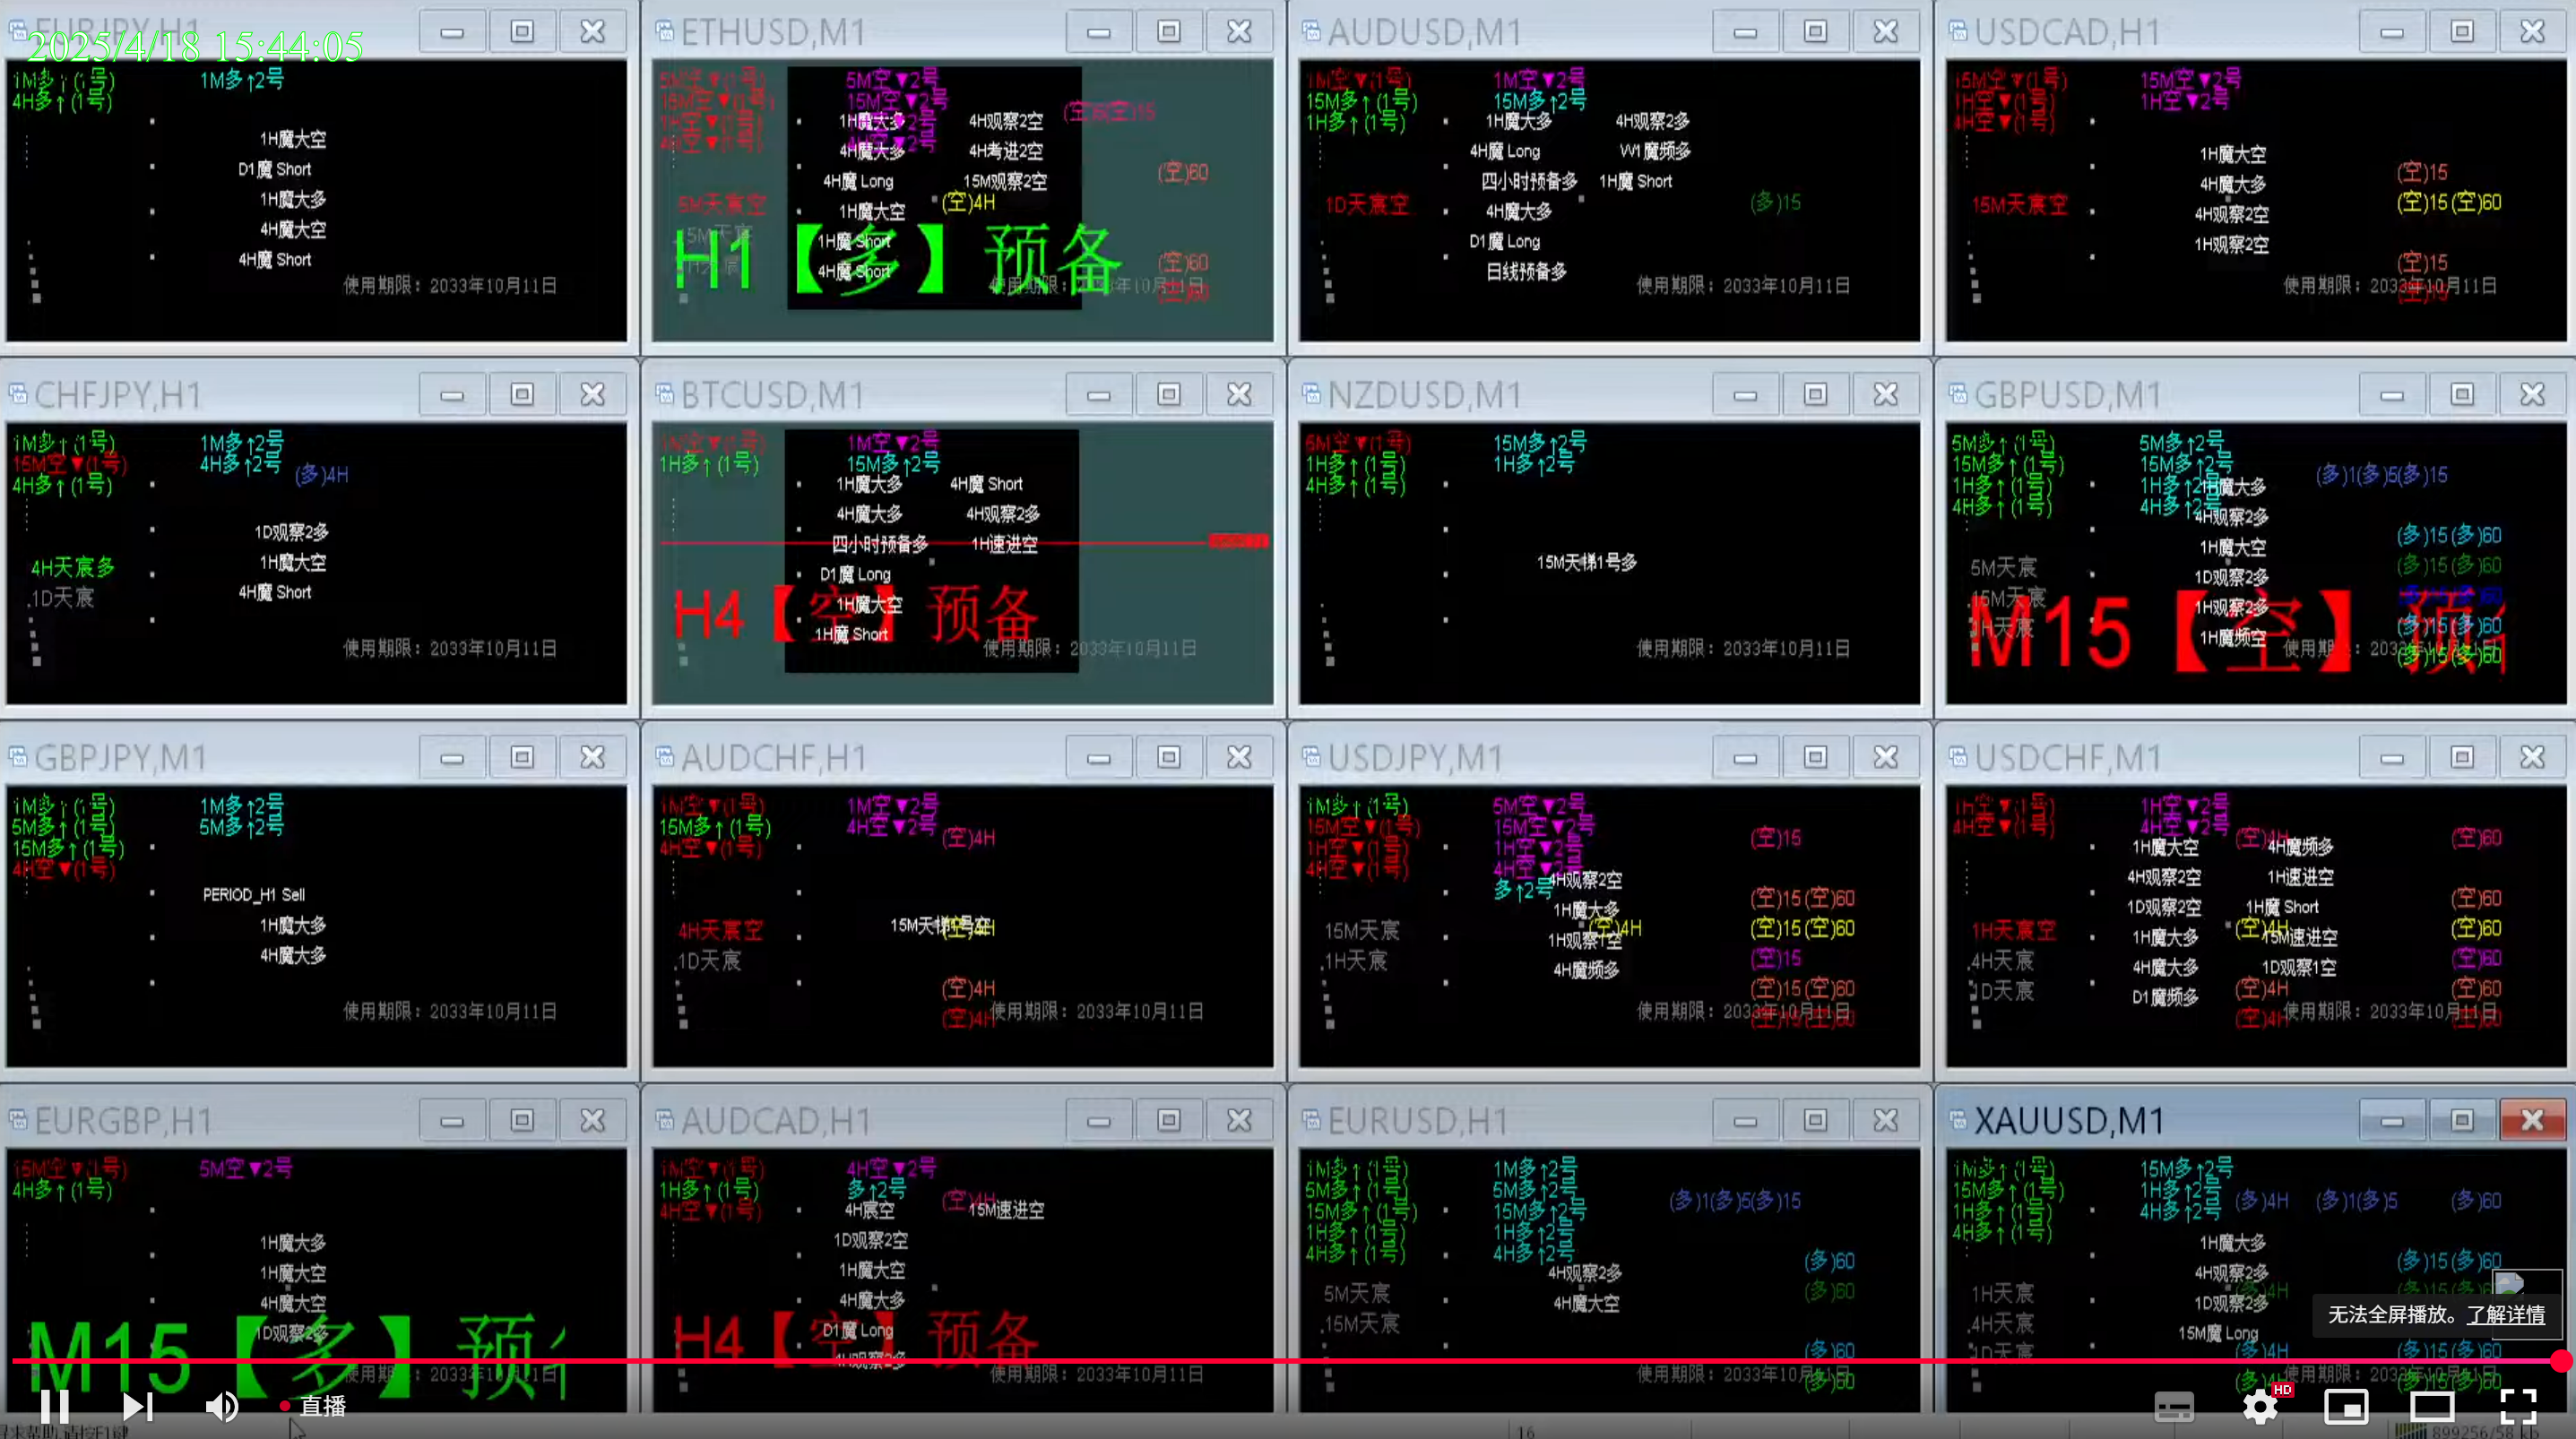 2025/4/18 15:44:05
EURJPY,H1
1M多↑(1号)
4H多↑(1号)
1M多↑2号
1H魔大空
D1魔 Short
1H魔大多
4H魔大空
4H魔 Short
使用期限：2033年10月11日
ETHUSD,M1
5M空▼(1号)
15M空▼(1号)
1H空▼(1号)
4H空▼(1号)
5M空▼2号
15M空▼2号
1H魔大多
4H观察2空
4H魔大多
4H考进2空
4H魔 Long
15M观察2空
(空)60
5M天宸空
1H魔大空
(空)4H
H1【多】预备
1H魔 Short
4H魔 Short
(空)60
AUDUSD,M1
1M空▼(1号)
15M多↑(1号)
1H多↑(1号)
1M空▼2号
15M多↑2号
1H魔大多
4H观察2多
4H魔 Long
W1魔频多
四小时预备多
1H魔 Short
1D天宸空
4H魔大多
(多)15
D1魔 Long
日线预备多
使用期限：2033年10月11日
USDCAD,H1
15M空▼(1号)
1H空▼(1号)
4H空▼(1号)
15M空▼2号
1H空▼2号
1H魔大空
4H魔大多
(空)15
15M天宸空
4H观察2空
(空)15(空)60
1H观察2空
(空)15
使用期限：2033年10月11日
CHFJPY,H1
1M多↑(1号)
15M空▼(1号)
4H多↑(1号)
1M多↑2号
4H多↑2号
(多)4H
1D观察2多
4H天宸多
1H魔大空
.1D天宸
4H魔 Short
使用期限：2033年10月11日
BTCUSD,M1
1M空▼(1号)
1H多↑(1号)
1M空▼2号
15M多↑2号
1H魔大多
4H魔 Short
4H魔大多
4H观察2多
四小时预备多
1H速进空
D1魔 Long
H4【空】预备
1H魔大空
1H魔 Short
使用期限：2033年10月11日
NZDUSD,M1
5M空▼(1号)
1H多↑(1号)
4H多↑(1号)
15M多↑2号
1H多↑2号
15M天梯1号多
使用期限：2033年10月11日
GBPUSD,M1
5M多↑(1号)
15M多↑(1号)
1H多↑(1号)
4H多↑(1号)
5M多↑2号
15M多↑2号
1H多↑2号
4H多↑2号
(多)1(多)5(多)15
1H魔大多
4H观察2多
1H魔大空
(多)15(多)60
5M天宸
1D观察2多
(多)15(多)60
.15M天宸
1H观察2多
(多)15(多)60
1H天宸
1H魔频空
(多)15(多)60
M15【空】预
(多)15(多)60
GBPJPY,M1
1M多↑(1号)
5M多↑(1号)
15M多↑(1号)
4H空▼(1号)
1M多↑2号
5M多↑2号
PERIOD_H1 Sell
1H魔大多
4H魔大多
使用期限：2033年10月11日
AUDCHF,H1
1M空▼(1号)
15M多↑(1号)
4H空▼(1号)
1M空▼2号
4H空▼2号
(空)4H
4H天宸空
.1D天宸
(空)4H
(空)4H
使用期限：2033年10月11日
USDJPY,M1
1M多↑(1号)
15M空▼(1号)
1H空▼(1号)
4H空▼(1号)
5M空▼2号
15M空▼2号
1H空▼2号
4H空▼2号
多↑2号
(空)15
4H观察2空
1H魔大多
(空)15(空)60
15M天宸
(空)4H
(空)15(空)60
1H观察1空
.1H天宸
4H魔频多
(空)15
(空)15(空)60
使用期限：2033年10月11日
USDCHF,M1
1H空▼(1号)
4H空▼(1号)
1H空▼2号
4H空▼2号
(空)4H
(空)60
1H魔大空
4H魔频多
4H观察2空
1H速进空
(空)60
1D观察2空
1H魔 Short
1H天宸空
1H魔大多
(空)4H
15M速进空
(空)60
.4H天宸
4H魔大多
1D观察1空
(空)60
1D天宸
D1魔频多
(空)4H
(空)60
(空)4H
使用期限：2033年10月11日
EURGBP,H1
15M空▼(1号)
4H多↑(1号)
5M空▼2号
1H魔大多
1H魔大空
4H魔大空
1D观察2多
M15【多】预
使用期限：2033年10月11日
AUDCAD,H1
1M空▼(1号)
1H多↑(1号)
4H空▼(1号)
4H空▼2号
多↑2号
(空)4H
4H宸空
15M速进空
1D观察2空
1H魔大空
4H魔大多
D1魔 Long
H4【空】预备
使用期限：2033年10月11日
EURUSD,H1
1M多↑(1号)
5M多↑(1号)
15M多↑(1号)
1H多↑(1号)
4H多↑(1号)
1M多↑2号
5M多↑2号
15M多↑2号
1H多↑2号
4H多↑2号
(多)1(多)5(多)15
4H观察2多
(多)60
5M天宸
4H魔大空
(多)60
.15M天宸
(多)60
使用期限：2033年10月11日
(多)60
XAUUSD,M1
1M多↑(1号)
15M多↑(1号)
1H多↑(1号)
4H多↑(1号)
15M多↑2号
1H多↑2号
4H多↑2号
(多)4H
(多)1(多)5
(多)60
1H魔大多
4H观察2多
(多)15(多)60
1H天宸
1D观察2多
.4H天宸
15M魔 Long
1D天宸
(多)4H
(多)15(多)60
使用期限：2033年10月11日
无法全屏播放。了解详情
直播
HD
16
899256/58 kb